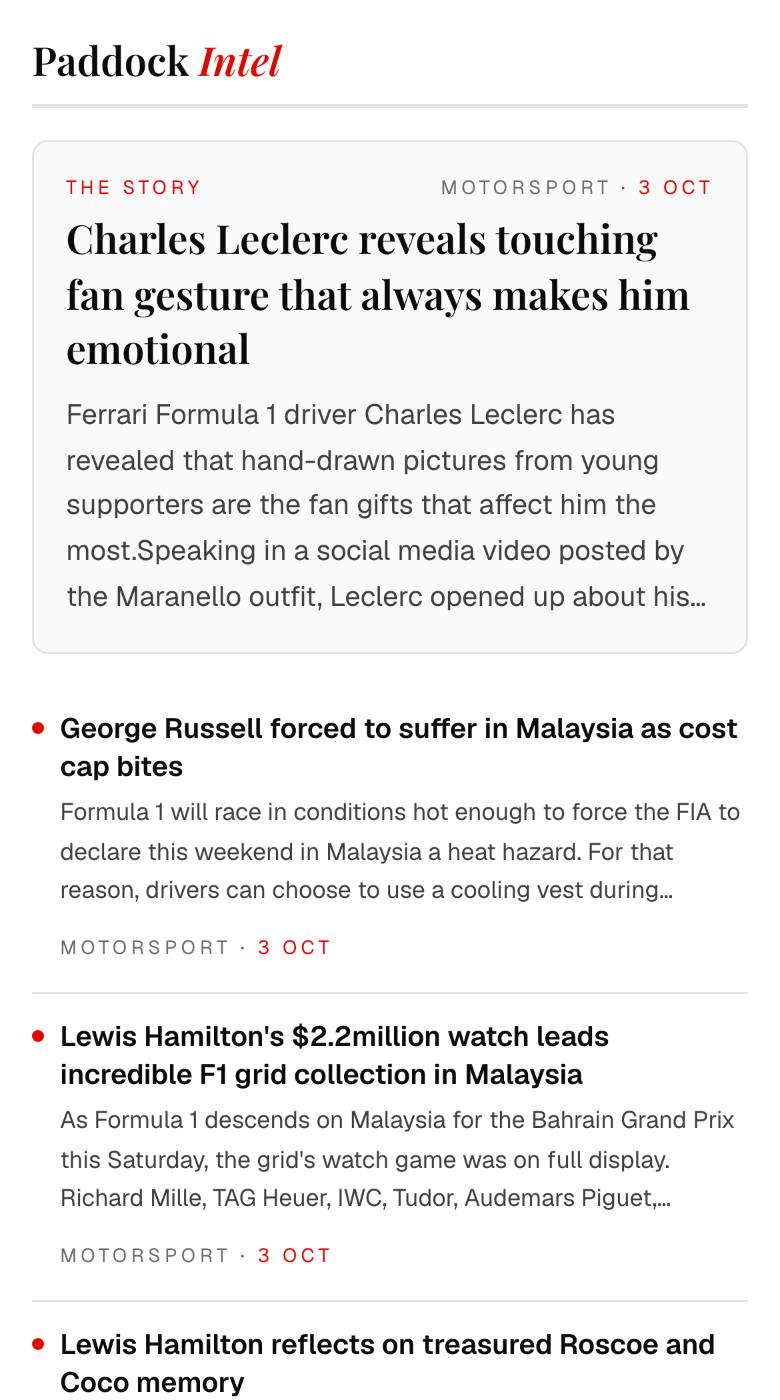 Paddock Intel
THE STORY
MOTORSPORT · 3 OCT
Charles Leclerc reveals touching
fan gesture that always makes him
emotional
Ferrari Formula 1 driver Charles Leclerc has
revealed that hand-drawn pictures from young
supporters are the fan gifts that affect him the
most.Speaking in a social media video posted by
the Maranello outfit, Leclerc opened up about his...
George Russell forced to suffer in Malaysia as cost
cap bites
Formula 1 will race in conditions hot enough to force the FIA to
declare this weekend in Malaysia a heat hazard. For that
reason, drivers can choose to use a cooling vest during...
MOTORSPORT · 3 OCT
Lewis Hamilton's $2.2million watch leads
incredible F1 grid collection in Malaysia
As Formula 1 descends on Malaysia for the Bahrain Grand Prix
this Saturday, the grid's watch game was on full display.
Richard Mille, TAG Heuer, IWC, Tudor, Audemars Piguet,...
MOTORSPORT · 3 OCT
Lewis Hamilton reflects on treasured Roscoe and
Coco memory